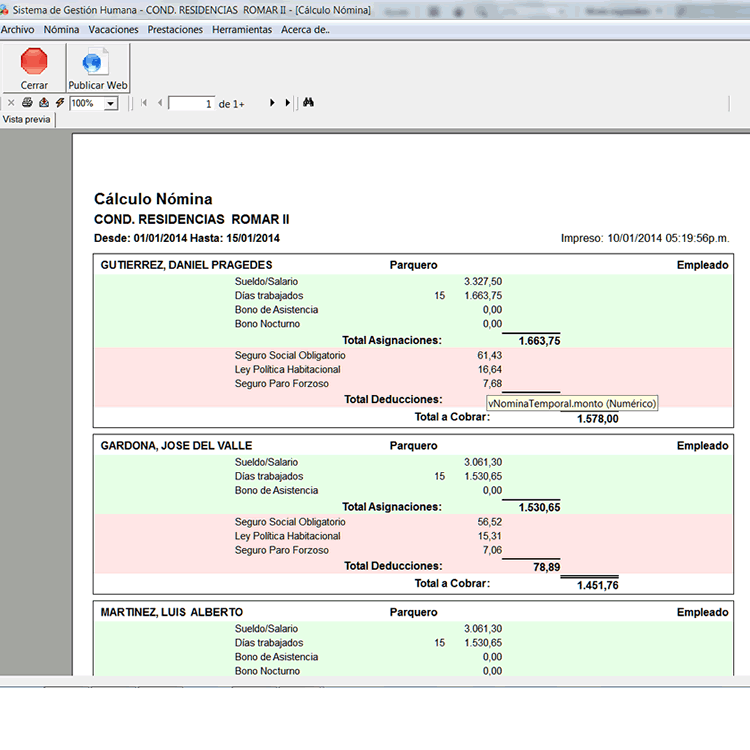 Sistema de Gestión Humana - COND. RESIDENCIAS ROMAR II - [Cálculo Nómina]
Archivo Nómina Vacaciones Prestaciones Herramientas Acerca de..
Cerrar Publicar Web
100% 1 de 1+
Vista previa
Cálculo Nómina
COND. RESIDENCIAS ROMAR II
Desde: 01/01/2014 Hasta: 15/01/2014 Impreso: 10/01/2014 05:19:56p.m.
GUTIERREZ, DANIEL PRAGEDES Parquero Empleado
Sueldo/Salario 3.327,50
Días trabajados 15 1.663,75
Bono de Asistencia 0,00
Bono Nocturno 0,00
Total Asignaciones: 1.663,75
Seguro Social Obligatorio 61,43
Ley Política Habitacional 16,64
Seguro Paro Forzoso 7,68
Total Deducciones:
vNominaTemporal.monto (Numérico)
Total a Cobrar: 1.578,00
GARDONA, JOSE DEL VALLE Parquero Empleado
Sueldo/Salario 3.061,30
Días trabajados 15 1.530,65
Bono de Asistencia 0,00
Total Asignaciones: 1.530,65
Seguro Social Obligatorio 56,52
Ley Política Habitacional 15,31
Seguro Paro Forzoso 7,06
Total Deducciones: 78,89
Total a Cobrar: 1.451,76
MARTINEZ, LUIS ALBERTO Parquero Empleado
Sueldo/Salario 3.061,30
Días trabajados 15 1.530,65
Bono de Asistencia 0,00
Bono Nocturno 0,00